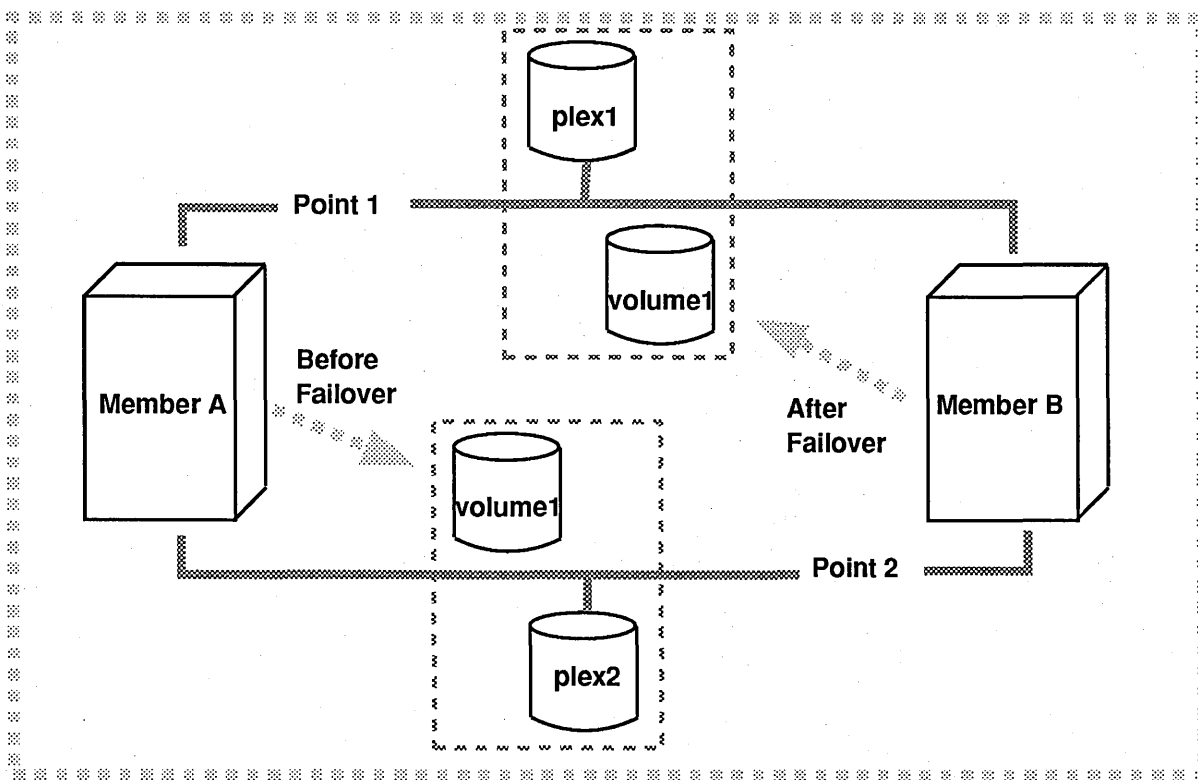 plex1
Point 1
volume1
Before
Failover
Member A
After
Failover
Member B
volume1
Point 2
plex2